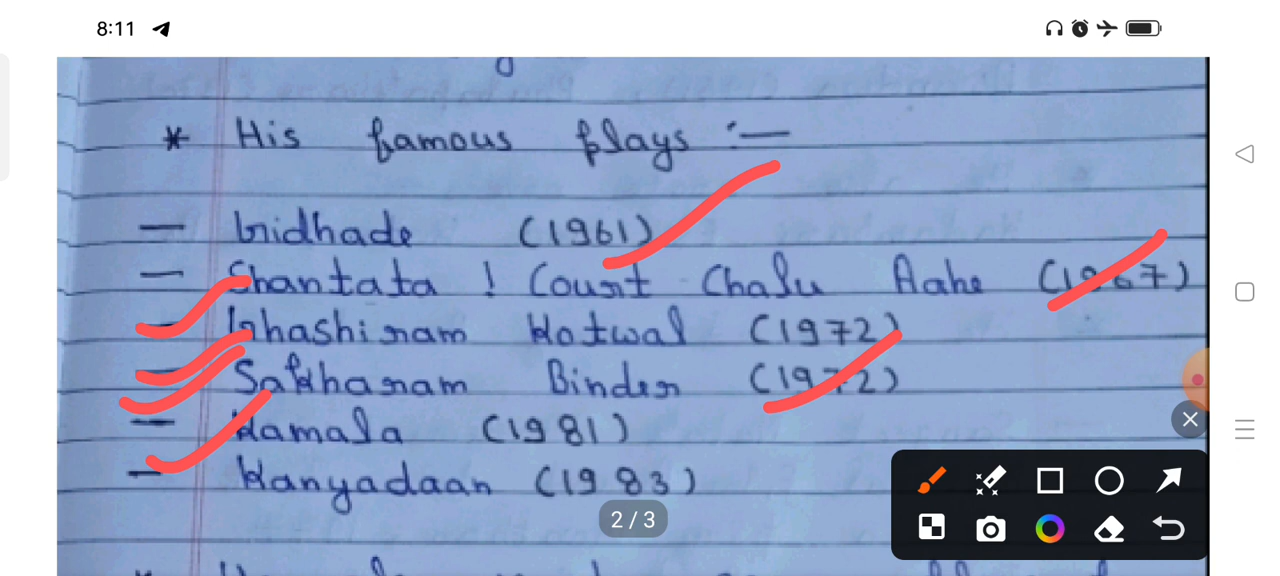 8:11
* His famous plays :—
— Gidhade (1961)
— Shantata ! Court Chalu Aahe (1967)
— Ghashiram Kotwal (1972)
— Sakharam Binder (1972)
— Kamala (1981)
— Kanyadaan (1983)
2 / 3